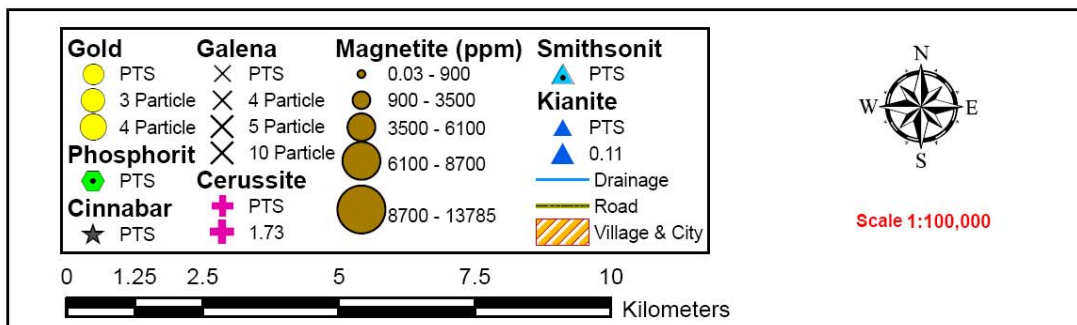 Gold
PTS
3 Particle
4 Particle
Phosphorit
PTS
Cinnabar
PTS
Galena
PTS
4 Particle
5 Particle
10 Particle
Cerussite
PTS
1.73
Magnetite (ppm)
0.03 - 900
900 - 3500
3500 - 6100
6100 - 8700
8700 - 13785
Smithsonit
PTS
Kianite
PTS
0.11
Drainage
Road
Village & City
N
W E
S
Scale 1:100,000
0 1.25 2.5 5 7.5 10
Kilometers